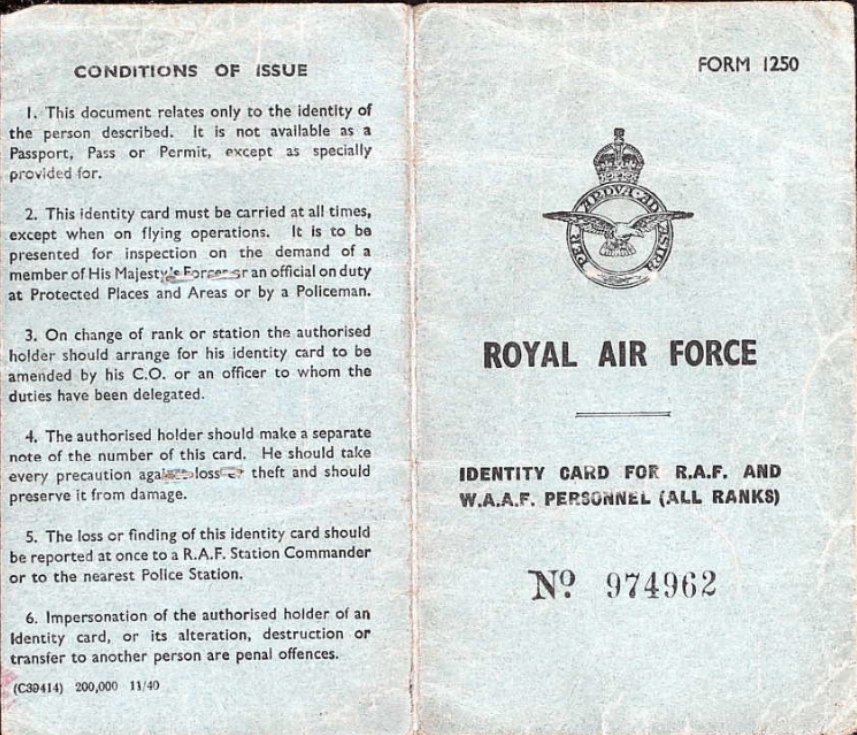 CONDITIONS OF ISSUE
1. This document relates only to the identity of
the person described. It is not available as a
Passport, Pass or Permit, except as specially
provided for.
2. This identity card must be carried at all times,
except when on flying operations. It is to be
presented for inspection on the demand of a
member of His Majesty's Forces or an official on duty
at Protected Places and Areas or by a Policeman.
3. On change of rank or station the authorised
holder should arrange for his identity card to be
amended by his C.O. or an officer to whom the
duties have been delegated.
4. The authorised holder should make a separate
note of the number of this card. He should take
every precaution against loss or theft and should
preserve it from damage.
5. The loss or finding of this identity card should
be reported at once to a R.A.F. Station Commander
or to the nearest Police Station.
6. Impersonation of the authorised holder of an
Identity card, or its alteration, destruction or
transfer to another person are penal offences.
(C39414) 200,000 11/40
FORM 1250
PER·ARDVA·AD ASTRA
ROYAL AIR FORCE
IDENTITY CARD FOR R.A.F. AND
W.A.A.F. PERSONNEL (ALL RANKS)
Nº 974962